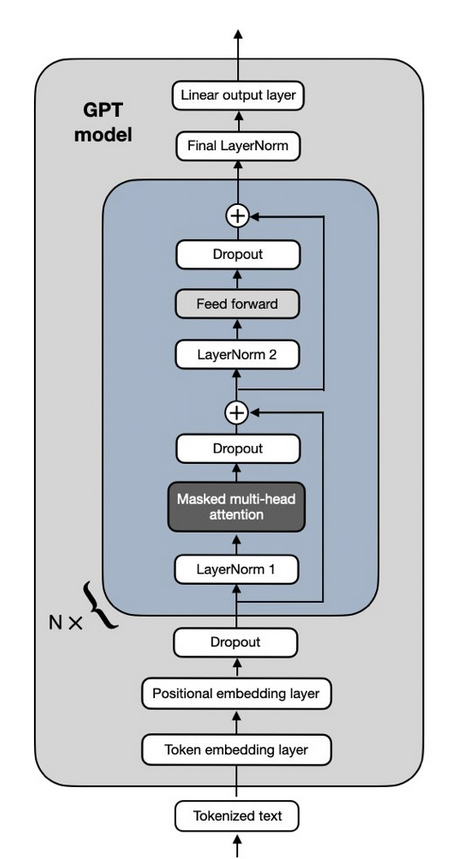 GPT
model
Linear output layer
Final LayerNorm
Dropout
Feed forward
LayerNorm 2
Dropout
Masked multi-head
attention
LayerNorm 1
N ×
Dropout
Positional embedding layer
Token embedding layer
Tokenized text